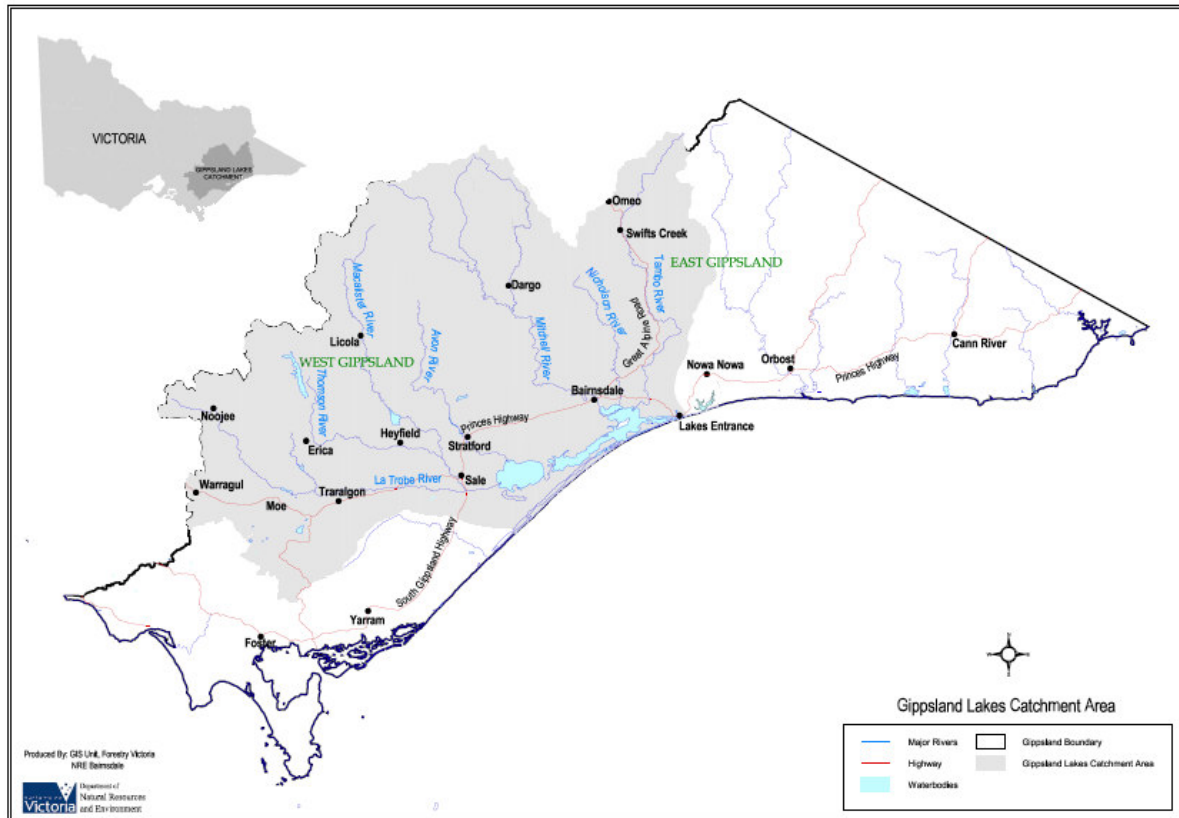 VICTORIA
GIPPSLAND LAKES
CATCHMENT
Omeo
Swifts Creek
EAST GIPPSLAND
Tambo River
Nicholson River
Great Alpine Road
Dargo
Macalister River
Mitchell River
Avon River
Licola
WEST GIPPSLAND
Thomson River
Cann River
Orbost
Nowa Nowa
Princes Highway
Bairnsdale
Lakes Entrance
Noojee
Princes Highway
Heyfield
Stratford
Erica
Sale
La Trobe River
Warragul
Traralgon
Moe
South Gippsland Highway
Yarram
Foster
N
W
E
S
Gippsland Lakes Catchment Area
Major Rivers
Gippsland Boundary
Highway
Gippsland Lakes Catchment Area
Waterbodies
Produced By: GIS Unit, Forestry Victoria
NRE Bairnsdale
Victoria
Department of
Natural Resources
and Environment